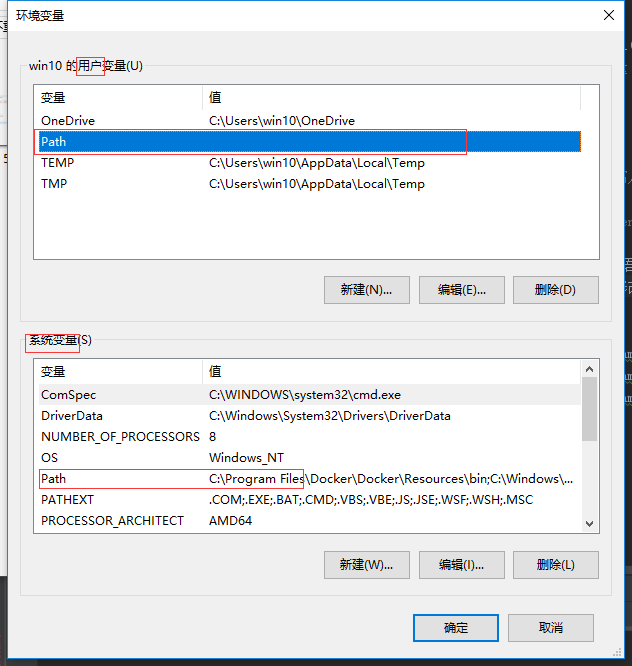 环境变量
win10 的用户变量(U)
变量 值
OneDrive C:\Users\win10\OneDrive
Path
TEMP C:\Users\win10\AppData\Local\Temp
TMP C:\Users\win10\AppData\Local\Temp
新建(N)... 编辑(E)... 删除(D)
系统变量(S)
变量 值
ComSpec C:\WINDOWS\system32\cmd.exe
DriverData C:\Windows\System32\Drivers\DriverData
NUMBER_OF_PROCESSORS 8
OS Windows_NT
Path C:\Program Files\Docker\Docker\Resources\bin;C:\Windows\...
PATHEXT .COM;.EXE;.BAT;.CMD;.VBS;.VBE;.JS;.JSE;.WSF;.WSH;.MSC
PROCESSOR_ARCHITECT AMD64
新建(W)... 编辑(I)... 删除(L)
确定 取消